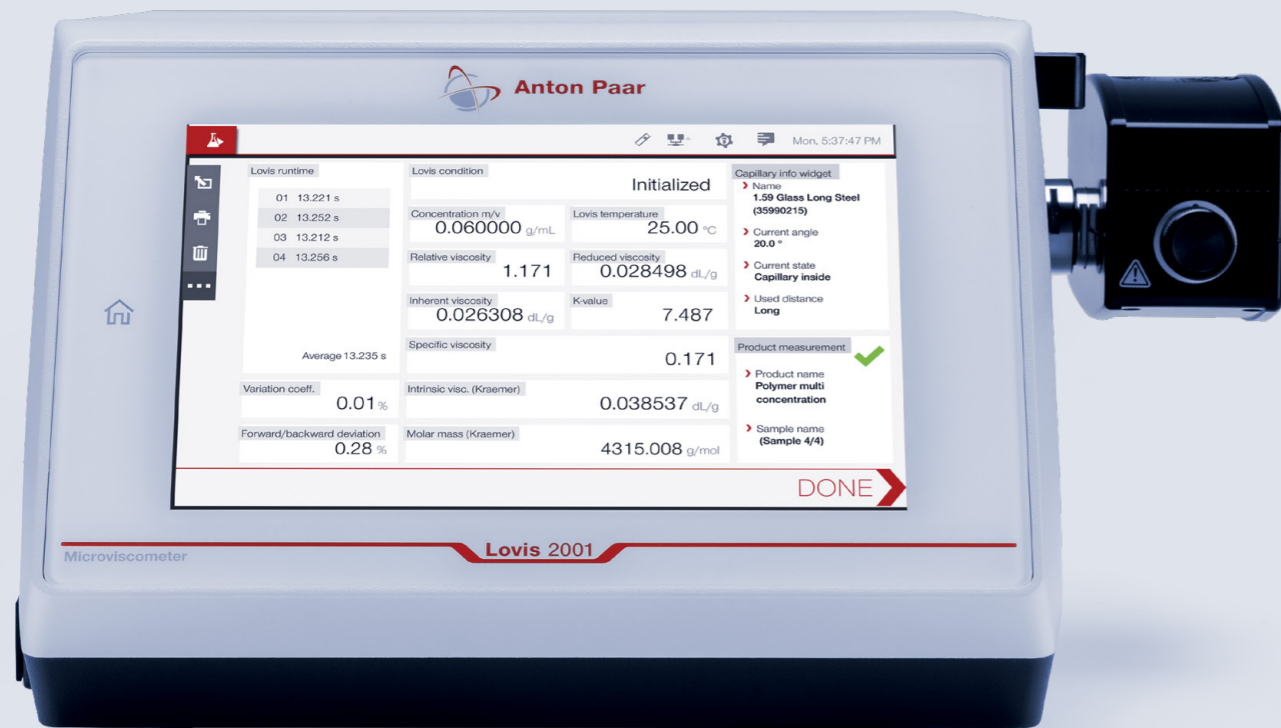 Anton Paar
Mon, 5:37:47 PM
Lovis runtime
01 13.221 s
02 13.252 s
03 13.212 s
04 13.256 s
Average 13.235 s
Variation coeff.
0.01 %
Forward/backward deviation
0.28 %
Lovis condition
Initialized
Concentration m/v
0.060000 g/mL
Lovis temperature
25.00 °C
Relative viscosity
1.171
Reduced viscosity
0.028498 dL/g
Inherent viscosity
0.026308 dL/g
K-value
7.487
Specific viscosity
0.171
Intrinsic visc. (Kraemer)
0.038537 dL/g
Molar mass (Kraemer)
4315.008 g/mol
Capillary info widget
Name
1.59 Glass Long Steel
(35990215)
Current angle
20.0 °
Current state
Capillary inside
Used distance
Long
Product measurement
Product name
Polymer multi
concentration
Sample name
(Sample 4/4)
DONE
Microviscometer
Lovis 2001